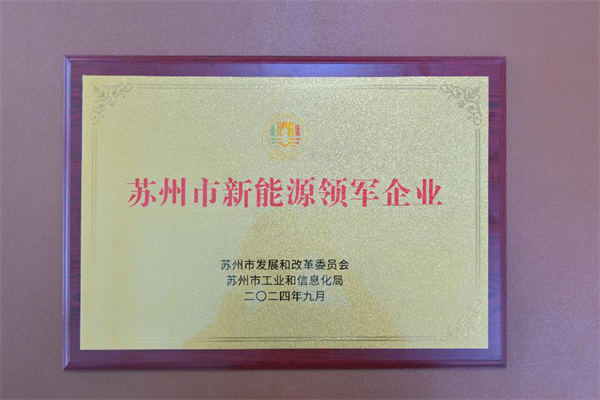 苏州市新能源领军企业
苏州市发展和改革委员会
苏州市工业和信息化局
二〇二四年九月